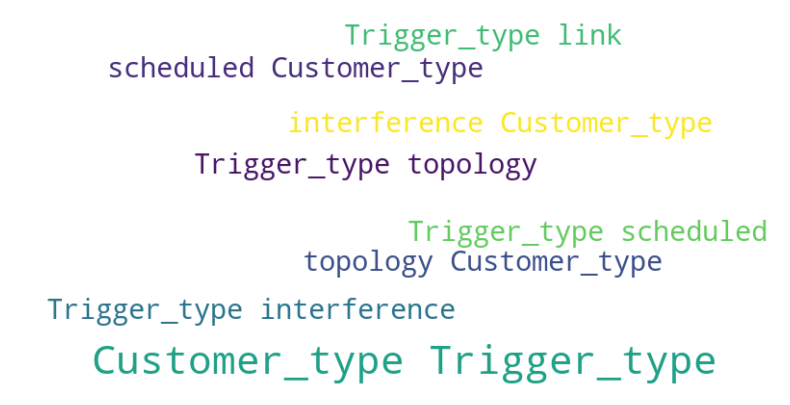 Trigger_type link
scheduled Customer_type
interference Customer_type
Trigger_type topology
Trigger_type scheduled
topology Customer_type
Trigger_type interference
Customer_type Trigger_type